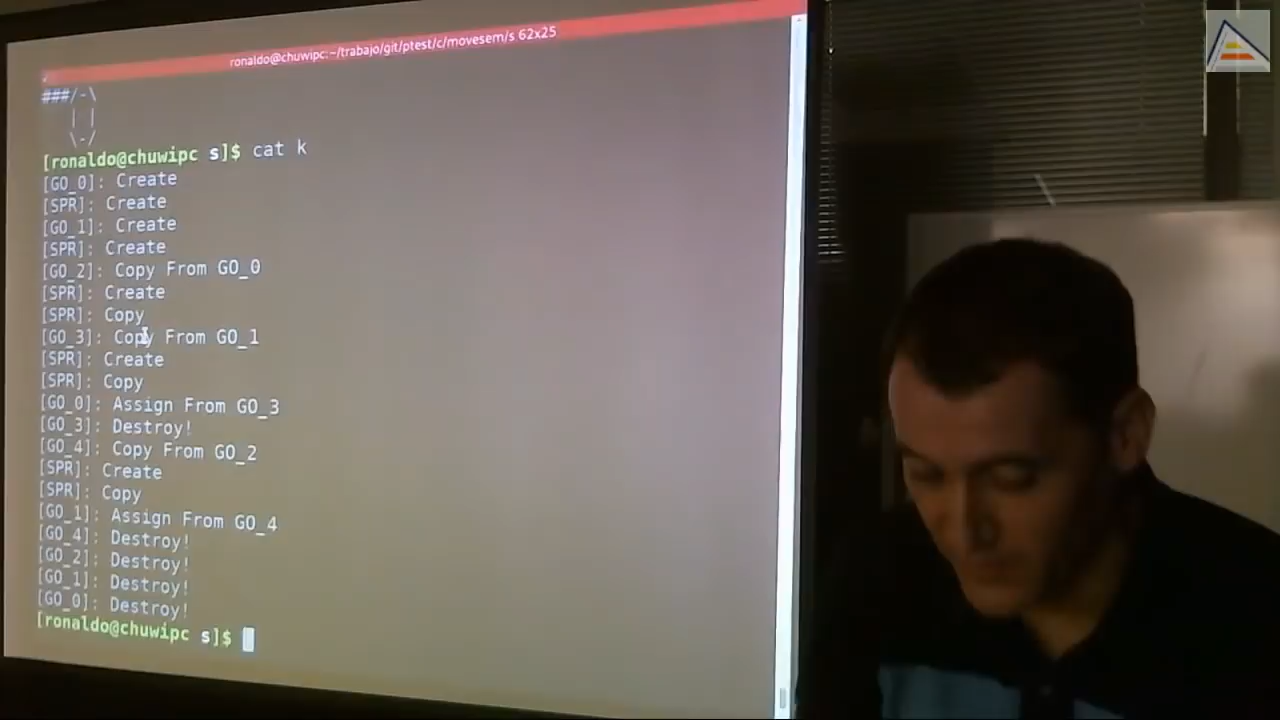 ronaldo@chuwipc:~/trabajo/git/ptest/c/movesem/s 62x25
###/-\
| |
\-/
[ronaldo@chuwipc s]$ cat k
[GO_0]: Create
[SPR]: Create
[GO_1]: Create
[SPR]: Create
[GO_2]: Copy From GO_0
[SPR]: Create
[SPR]: Copy
[GO_3]: Copy From GO_1
[SPR]: Create
[SPR]: Copy
[GO_0]: Assign From GO_3
[GO_3]: Destroy!
[GO_4]: Copy From GO_2
[SPR]: Create
[SPR]: Copy
[GO_1]: Assign From GO_4
[GO_4]: Destroy!
[GO_2]: Destroy!
[GO_1]: Destroy!
[GO_0]: Destroy!
[ronaldo@chuwipc s]$